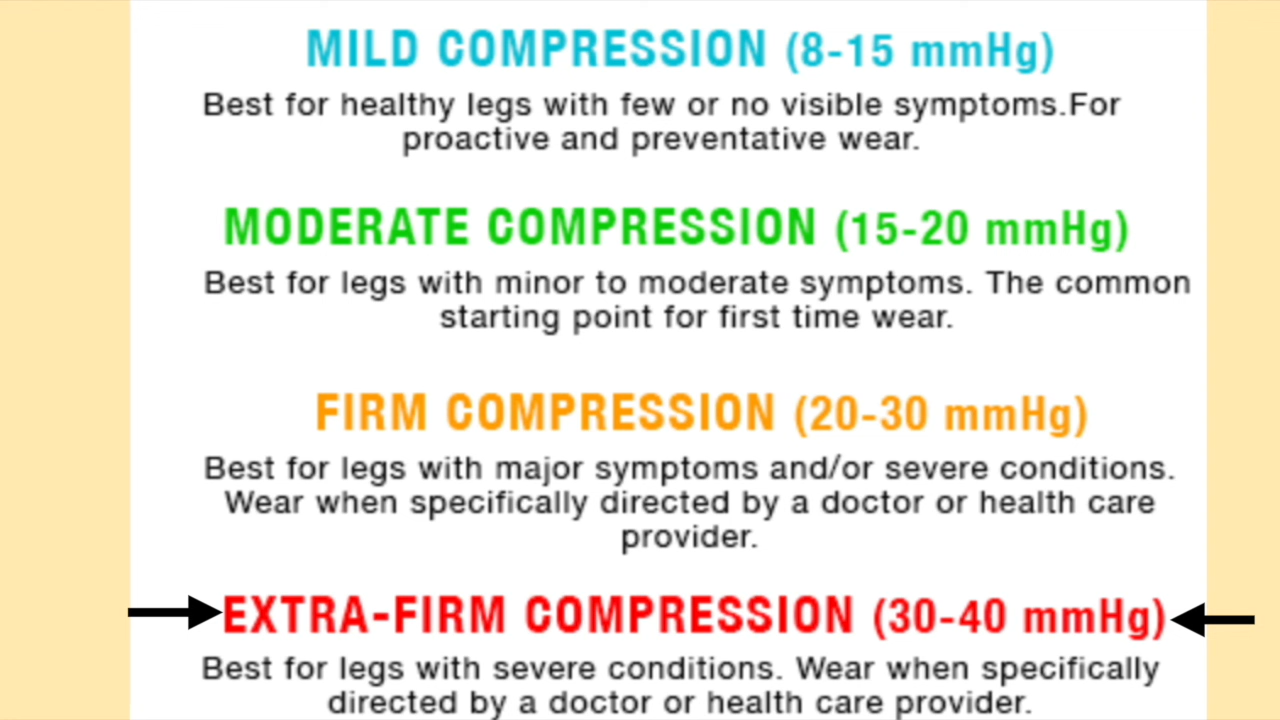 MILD COMPRESSION (8-15 mmHg)
Best for healthy legs with few or no visible symptoms.For
proactive and preventative wear.
MODERATE COMPRESSION (15-20 mmHg)
Best for legs with minor to moderate symptoms. The common
starting point for first time wear.
FIRM COMPRESSION (20-30 mmHg)
Best for legs with major symptoms and/or severe conditions.
Wear when specifically directed by a doctor or health care
provider.
EXTRA-FIRM COMPRESSION (30-40 mmHg)
Best for legs with severe conditions. Wear when specifically
directed by a doctor or health care provider.